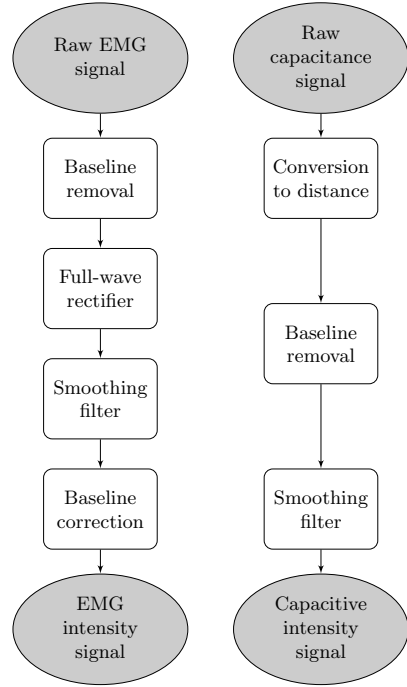 Raw EMG
signal
Baseline
removal
Full-wave
rectifier
Smoothing
filter
Baseline
correction
EMG
intensity
signal
Raw
capacitance
signal
Conversion
to distance
Baseline
removal
Smoothing
filter
Capacitive
intensity
signal